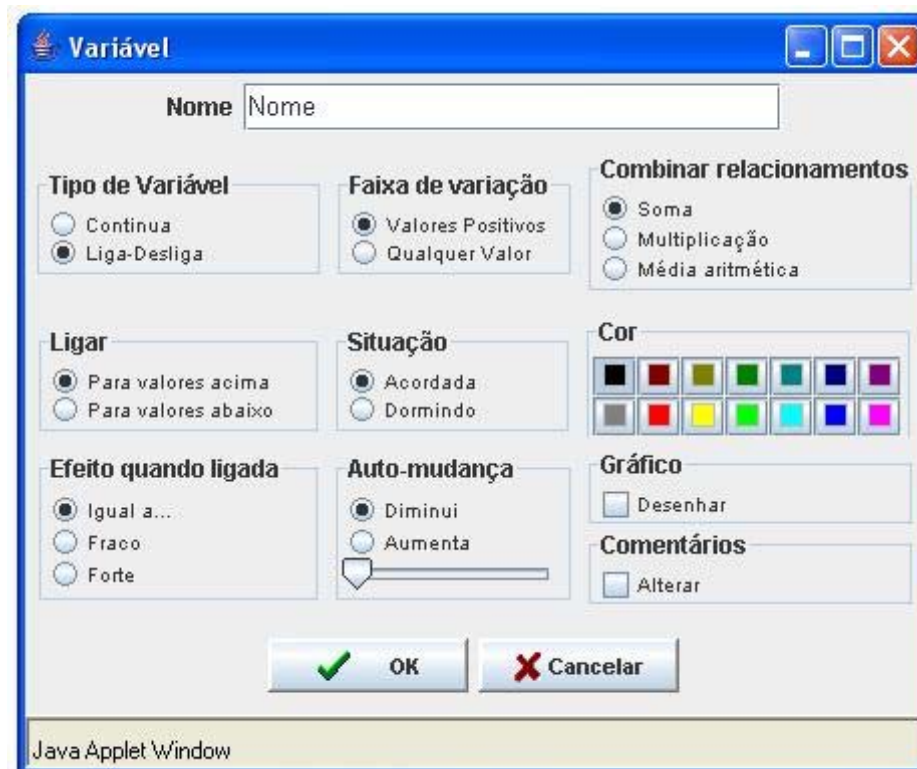 Variável
Nome Nome
Tipo de Variável
Continua
Liga-Desliga
Faixa de variação
Valores Positivos
Qualquer Valor
Combinar relacionamentos
Soma
Multiplicação
Média aritmética
Ligar
Para valores acima
Para valores abaixo
Situação
Acordada
Dormindo
Cor
Efeito quando ligada
Igual a...
Fraco
Forte
Auto-mudança
Diminui
Aumenta
Gráfico
Desenhar
Comentários
Alterar
OK
Cancelar
Java Applet Window